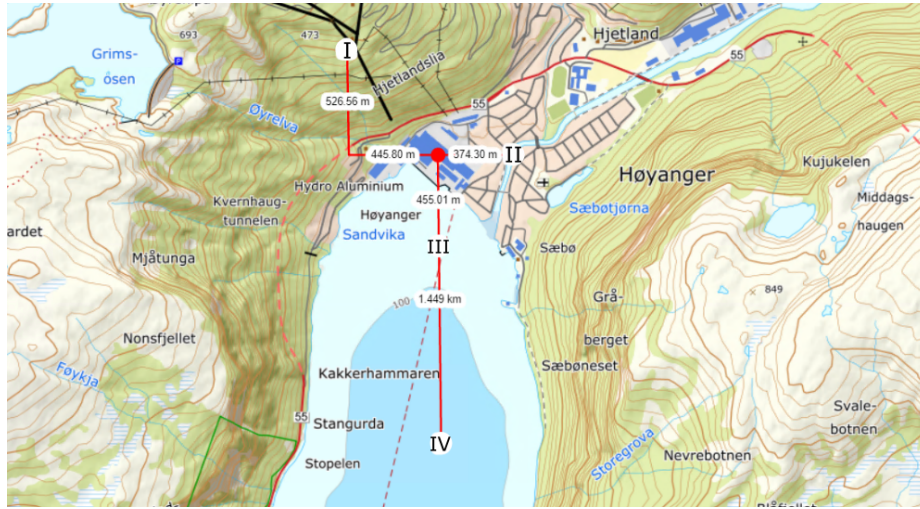 693
473
I
Hjetland
Grims-
åsen
P
Hjetlandslia
55
526.56 m
Øyrelva
55
445.80 m
374.30 m
II
Kujukelen
Høyanger
Hydro Aluminium
Kvernhaug-
tunnelen
455.01 m
Middags-
haugen
Høyanger
Sæbøtjørna
ardet
Sandvika
III
Sæbø
Mjåtunga
849
100
1.449 km
Grå-
berget
Nonsfjellet
Sæbøneset
Føykja
Kakkerhammaren
Svale-
botnen
55
Stangurda
IV
Storegrova
Nevrebotnen
Stopelen